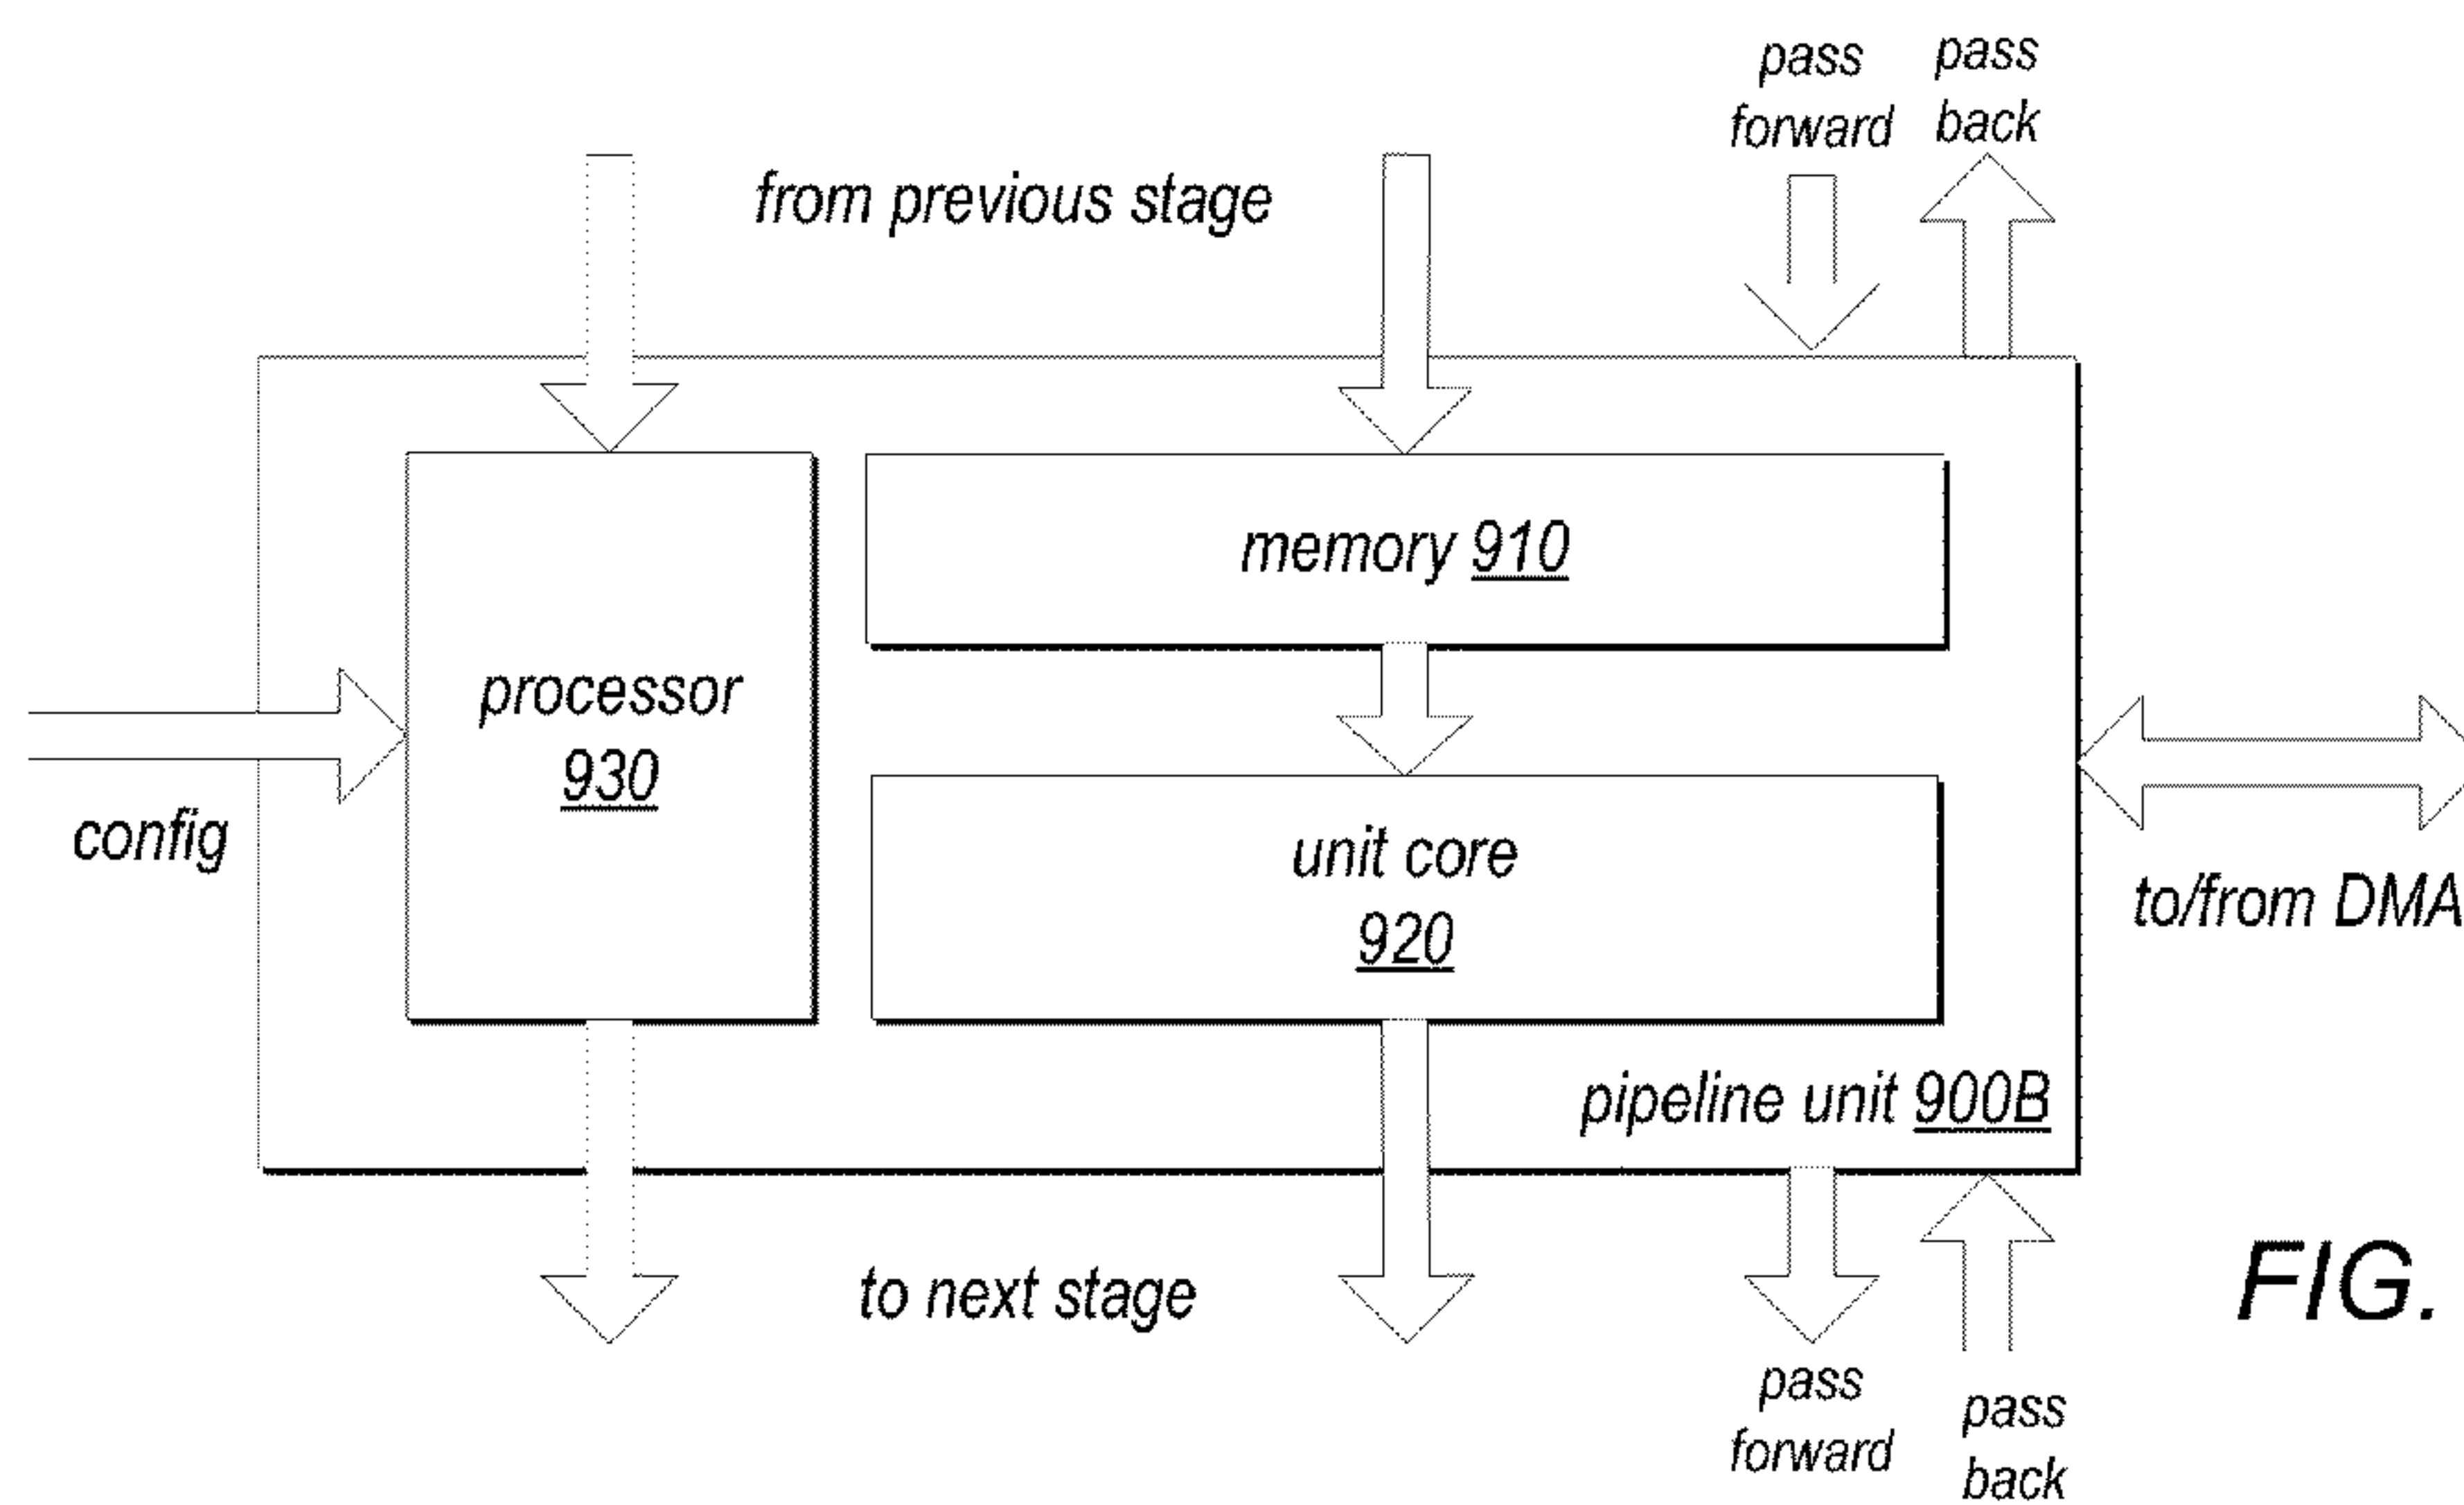 pass
forward
pass
back
from previous stage
memory 910
processor
930
config
unit core
920
to/from DMA
pipeline unit 900B
to next stage
FIG.
pass
forward
pass
back